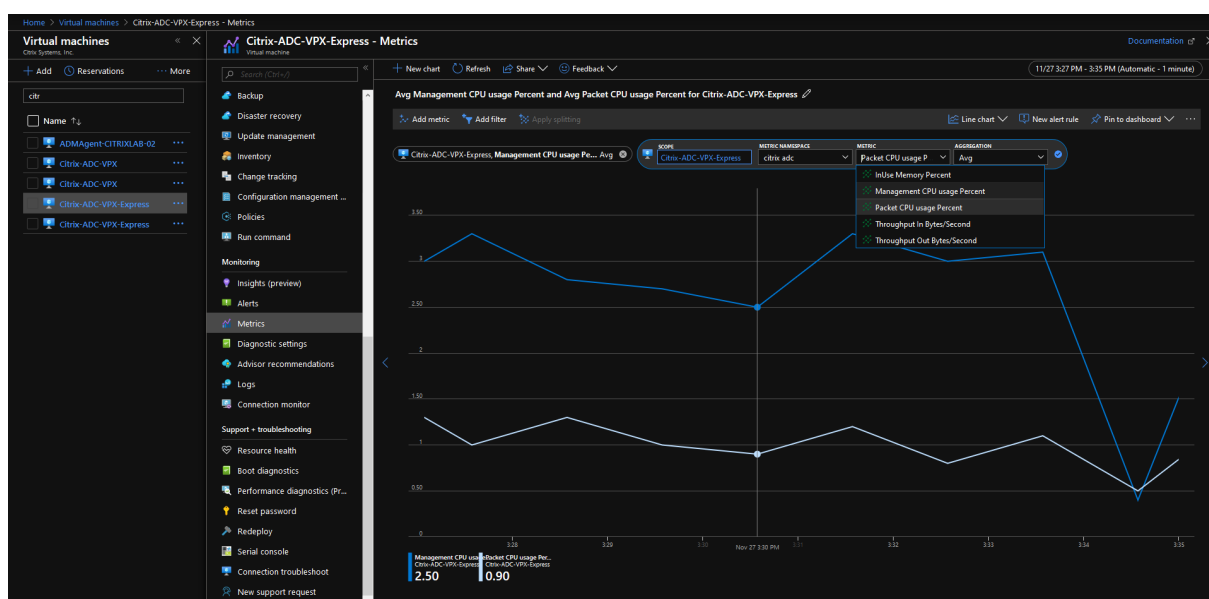 Home > Virtual machines > Citrix-ADC-VPX-Express - Metrics
Virtual machines
Citrix Systems, Inc.
Add Reservations ··· More
citr
Name ↑↓
ADMAgent-CITRIXLAB-02 ···
Citrix-ADC-VPX ···
Citrix-ADC-VPX ···
Citrix-ADC-VPX-Express ···
Citrix-ADC-VPX-Express ···
Citrix-ADC-VPX-Express - Metrics
Virtual machine
Documentation
Search (Ctrl+/)
Backup
Disaster recovery
Update management
Inventory
Change tracking
Configuration management ...
Policies
Run command
Monitoring
Insights (preview)
Alerts
Metrics
Diagnostic settings
Advisor recommendations
Logs
Connection monitor
Support + troubleshooting
Resource health
Boot diagnostics
Performance diagnostics (Pr...
Reset password
Redeploy
Serial console
Connection troubleshoot
New support request
New chart Refresh Share Feedback
11/27 3:27 PM - 3:35 PM (Automatic - 1 minute)
Avg Management CPU usage Percent and Avg Packet CPU usage Percent for Citrix-ADC-VPX-Express
Add metric Add filter Apply splitting Line chart New alert rule Pin to dashboard ···
Citrix-ADC-VPX-Express, Management CPU usage Pe... Avg
SCOPE METRIC NAMESPACE METRIC AGGREGATION
Citrix-ADC-VPX-Express citrix adc Packet CPU usage P Avg
InUse Memory Percent
Management CPU usage Percent
Packet CPU usage Percent
Throughput In Bytes/Second
Throughput Out Bytes/Second
3.50
3
2.50
2
1.50
1
0.50
0
3:28 3:29 3:30 Nov 27 3:30 PM 3:31 3:32 3:33 3:34 3:35
Management CPU usa Packet CPU usage Per...
Citrix-ADC-VPX-Express Citrix-ADC-VPX-Express
2.50 0.90